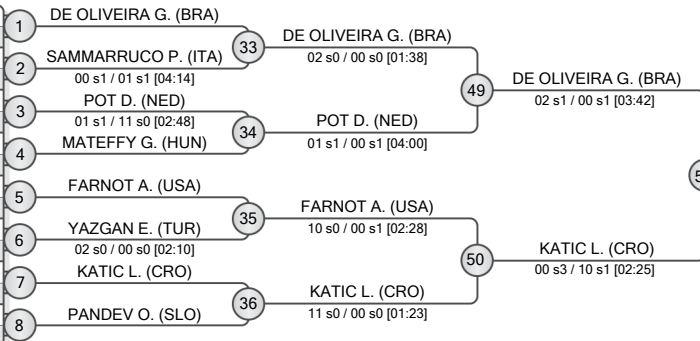 1
DE OLIVEIRA G. (BRA)
2
SAMMARRUCO P. (ITA)
00 s1 / 01 s1 [04:14]
3
POT D. (NED)
01 s1 / 11 s0 [02:48]
4
MATEFFY G. (HUN)
5
FARNOT A. (USA)
6
YAZGAN E. (TUR)
02 s0 / 00 s0 [02:10]
7
KATIC L. (CRO)
8
PANDEV O. (SLO)
33
DE OLIVEIRA G. (BRA)
02 s0 / 00 s0 [01:38]
34
POT D. (NED)
01 s1 / 00 s1 [04:00]
35
FARNOT A. (USA)
10 s0 / 00 s1 [02:28]
36
KATIC L. (CRO)
11 s0 / 00 s0 [01:23]
49
DE OLIVEIRA G. (BRA)
02 s1 / 00 s1 [03:42]
50
KATIC L. (CRO)
00 s3 / 10 s1 [02:25]